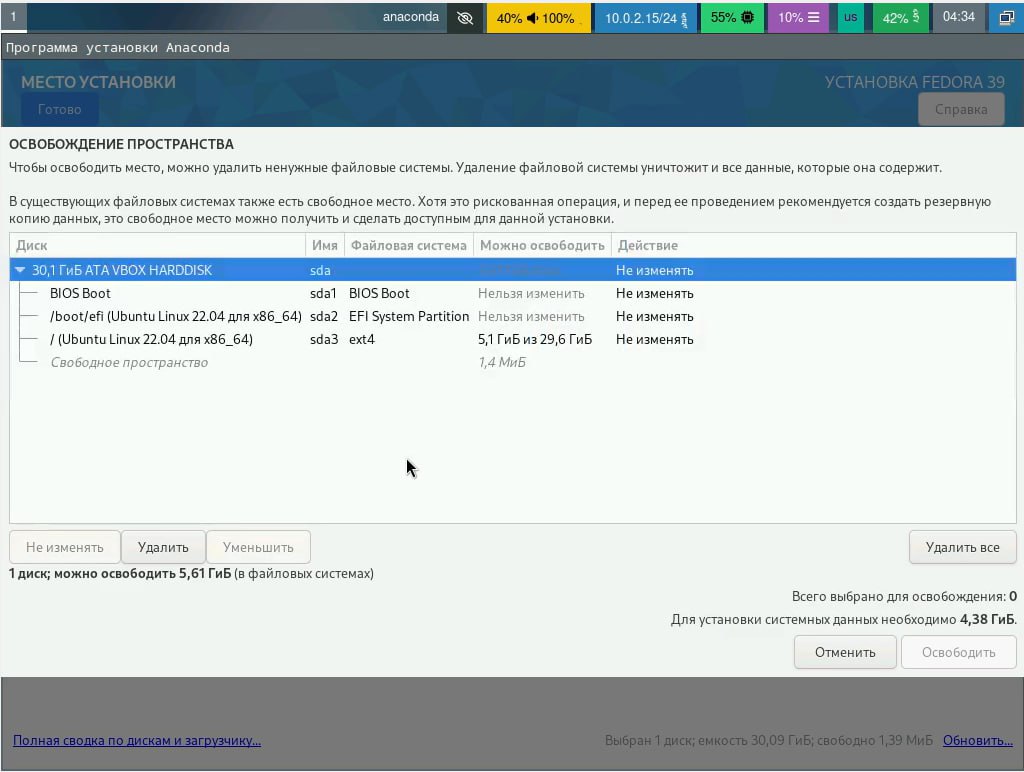 1 anaconda 40% 100% 10.0.2.15/24 55% 10% us 42% 04:34
Программа установки Anaconda
МЕСТО УСТАНОВКИ УСТАНОВКА FEDORA 39
Готово Справка
ОСВОБОЖДЕНИЕ ПРОСТРАНСТВА
Чтобы освободить место, можно удалить ненужные файловые системы. Удаление файловой системы уничтожит и все данные, которые она содержит.
В существующих файловых системах также есть свободное место. Хотя это рискованная операция, и перед ее проведением рекомендуется создать резервную
копию данных, это свободное место можно получить и сделать доступным для данной установки.
Диск Имя Файловая система Можно освободить Действие
30,1 ГиБ ATA VBOX HARDDISK sda Не изменять
BIOS Boot sda1 BIOS Boot Нельзя изменить Не изменять
/boot/efi (Ubuntu Linux 22.04 для x86_64) sda2 EFI System Partition Нельзя изменить Не изменять
/ (Ubuntu Linux 22.04 для x86_64) sda3 ext4 5,1 ГиБ из 29,6 ГиБ Не изменять
Свободное пространство 1,4 МиБ
Не изменять Удалить Уменьшить Удалить все
1 диск; можно освободить 5,61 ГиБ (в файловых системах)
Всего выбрано для освобождения: 0
Для установки системных данных необходимо 4,38 ГиБ.
Отменить Освободить
Полная сводка по дискам и загрузчику... Выбран 1 диск; емкость 30,09 ГиБ; свободно 1,39 МиБ Обновить...